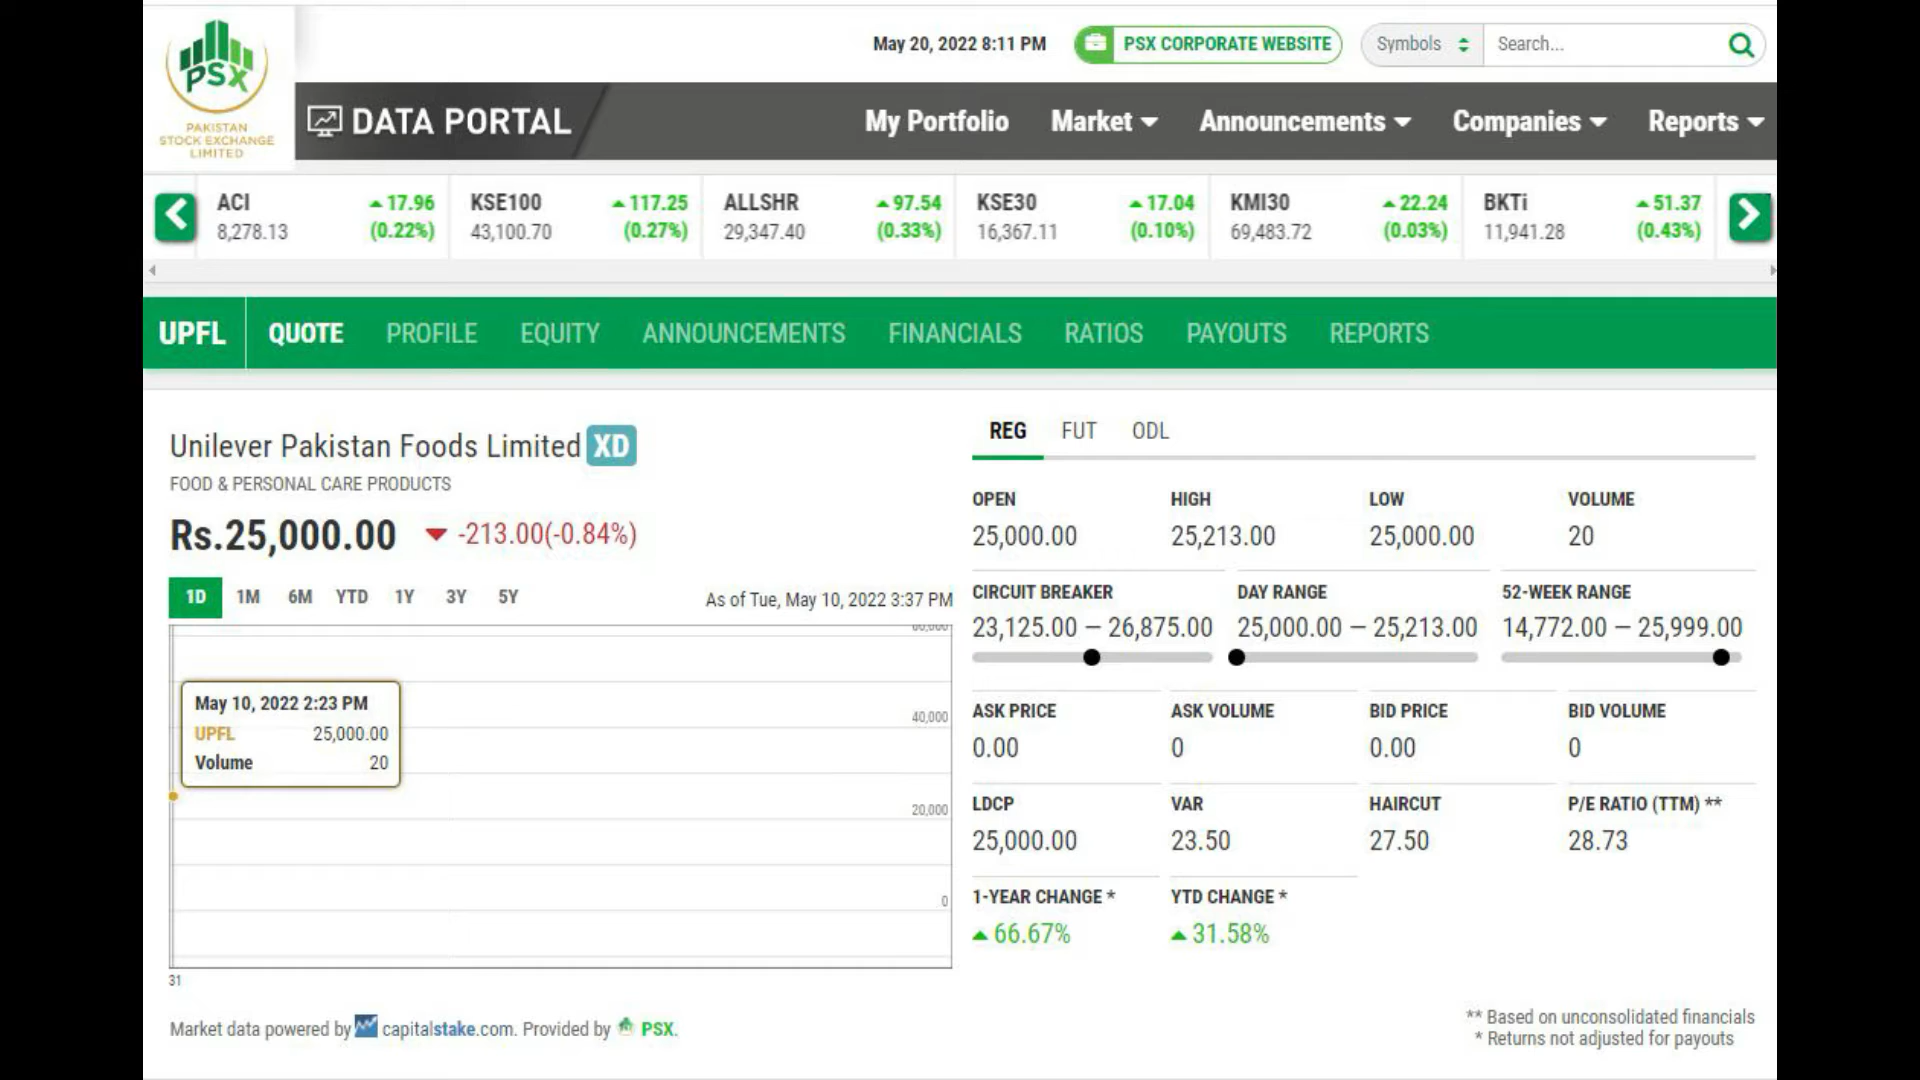 PSX
PAKISTAN
STOCK EXCHANGE
LIMITED
May 20, 2022 8:11 PM
PSX CORPORATE WEBSITE
Symbols
Search...
DATA PORTAL
My Portfolio
Market
Announcements
Companies
Reports
ACI 17.96
8,278.13 (0.22%)
KSE100 117.25
43,100.70 (0.27%)
ALLSHR 97.54
29,347.40 (0.33%)
KSE30 17.04
16,367.11 (0.10%)
KMI30 22.24
69,483.72 (0.03%)
BKTi 51.37
11,941.28 (0.43%)
UPFL QUOTE PROFILE EQUITY ANNOUNCEMENTS FINANCIALS RATIOS PAYOUTS REPORTS
Unilever Pakistan Foods Limited XD
FOOD & PERSONAL CARE PRODUCTS
Rs.25,000.00 -213.00(-0.84%)
1D 1M 6M YTD 1Y 3Y 5Y
As of Tue, May 10, 2022 3:37 PM
60,000
May 10, 2022 2:23 PM
UPFL 25,000.00
Volume 20
40,000
20,000
0
31
REG FUT ODL
OPEN HIGH LOW VOLUME
25,000.00 25,213.00 25,000.00 20
CIRCUIT BREAKER DAY RANGE 52-WEEK RANGE
23,125.00 — 26,875.00 25,000.00 — 25,213.00 14,772.00 — 25,999.00
ASK PRICE ASK VOLUME BID PRICE BID VOLUME
0.00 0 0.00 0
LDCP VAR HAIRCUT P/E RATIO (TTM) **
25,000.00 23.50 27.50 28.73
1-YEAR CHANGE * YTD CHANGE *
66.67% 31.58%
Market data powered by capitalstake.com. Provided by PSX.
** Based on unconsolidated financials
* Returns not adjusted for payouts